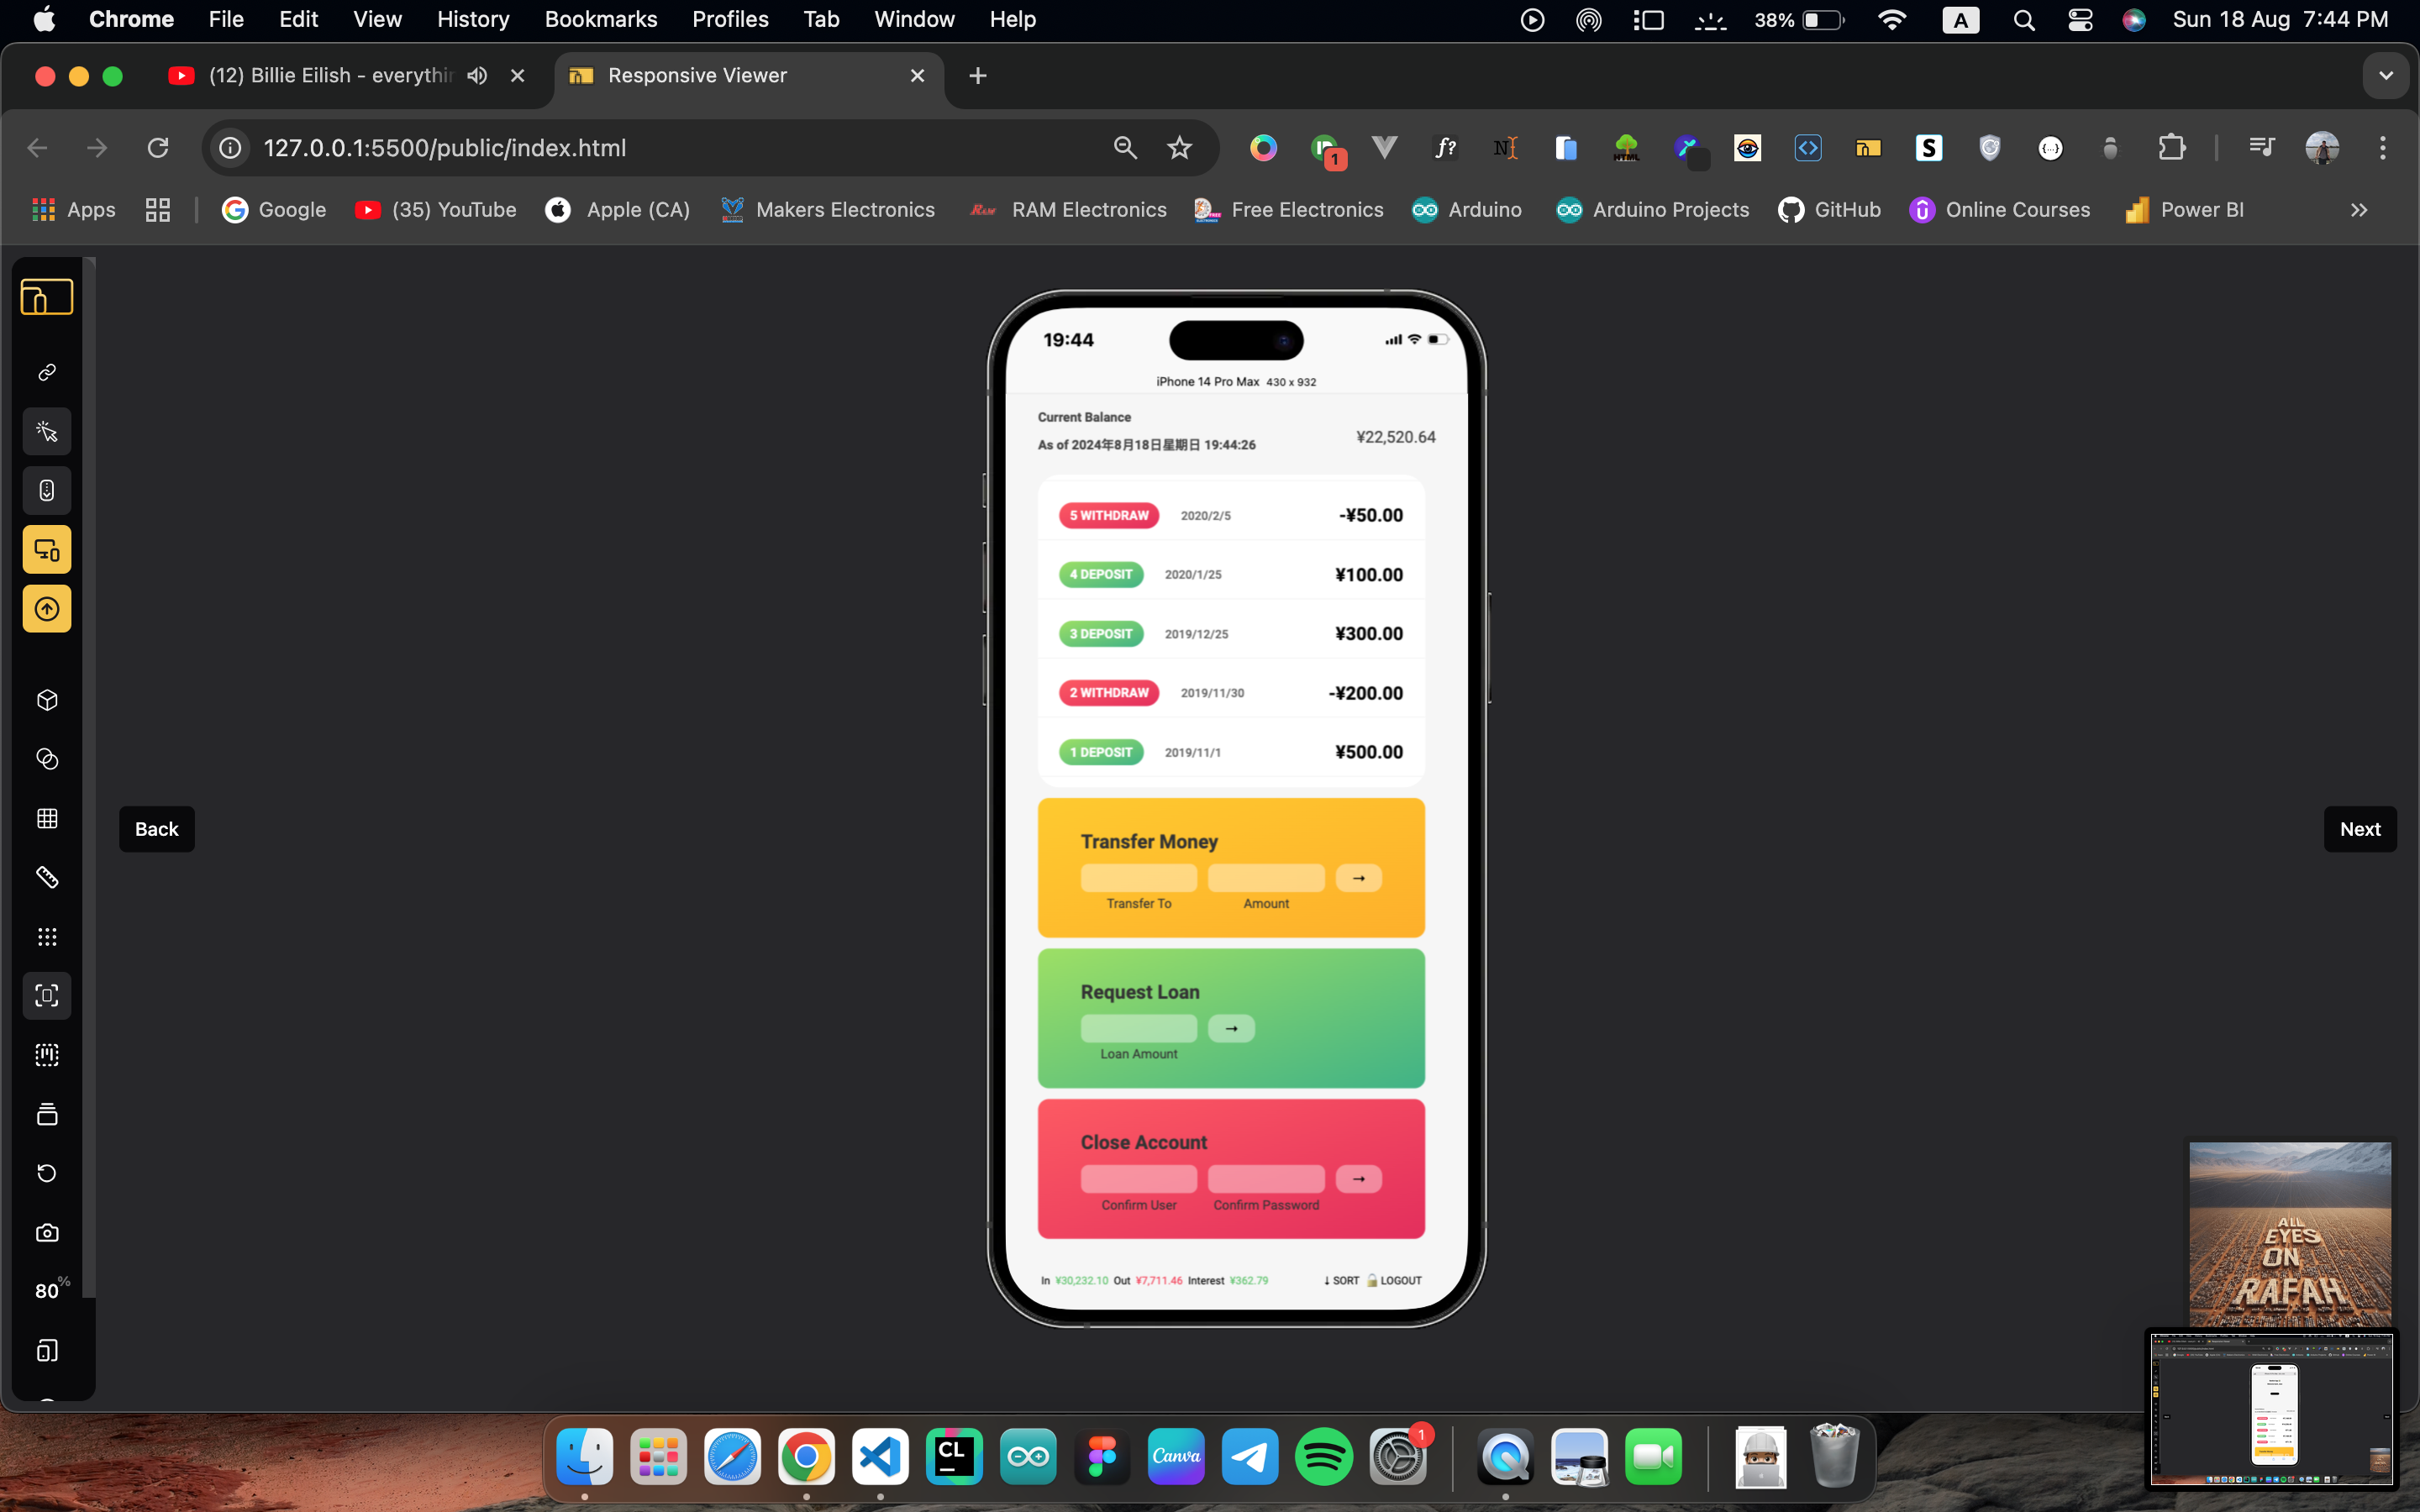 Chrome File Edit View History Bookmarks Profiles Tab Window Help 38% A Sun 18 Aug 7:44 PM
(12) Billie Eilish - everythin Responsive Viewer
127.0.0.1:5500/public/index.html 1 f? S
Apps Google (35) YouTube Apple (CA) Makers Electronics RAM Electronics Free Electronics Arduino Arduino Projects GitHub Online Courses Power BI
19:44
iPhone 14 Pro Max 430 x 932
Current Balance
As of 2024年8月18日星期日 19:44:26
¥22,520.64
5 WITHDRAW 2020/2/5 -¥50.00
4 DEPOSIT 2020/1/25 ¥100.00
3 DEPOSIT 2019/12/25 ¥300.00
2 WITHDRAW 2019/11/30 -¥200.00
1 DEPOSIT 2019/11/1 ¥500.00
Back
Next
Transfer Money
→
Transfer To Amount
Request Loan
→
Loan Amount
Close Account
→
Confirm User Confirm Password
In ¥30,232.10 Out ¥7,711.46 Interest ¥362.79 ↓ SORT LOGOUT
80%
ALL
EYES
ON
RAFAH
CL
Canva
1